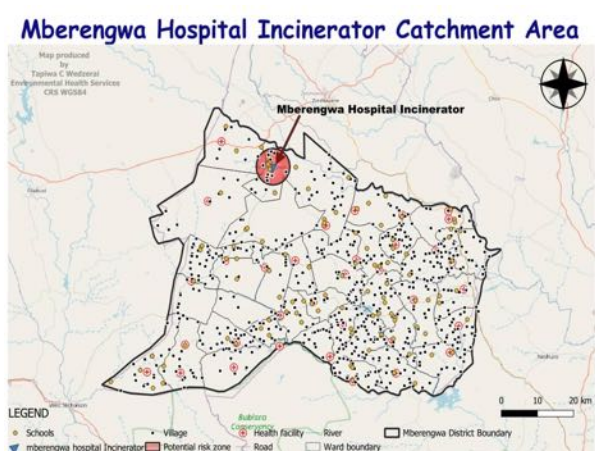 Mberengwa Hospital Incinerator Catchment Area
Map produced
by
Tapiwa C Wedzerai
Environmental Health Services
CRS WGS84
Mberengwa Hospital Incinerator
Bubiana
Conservancy
0 10 20 km
LEGEND
Schools Village Health facility River Mberengwa District Boundary
mberengwa hospital Incinerator Potential risk zone Road Ward boundary